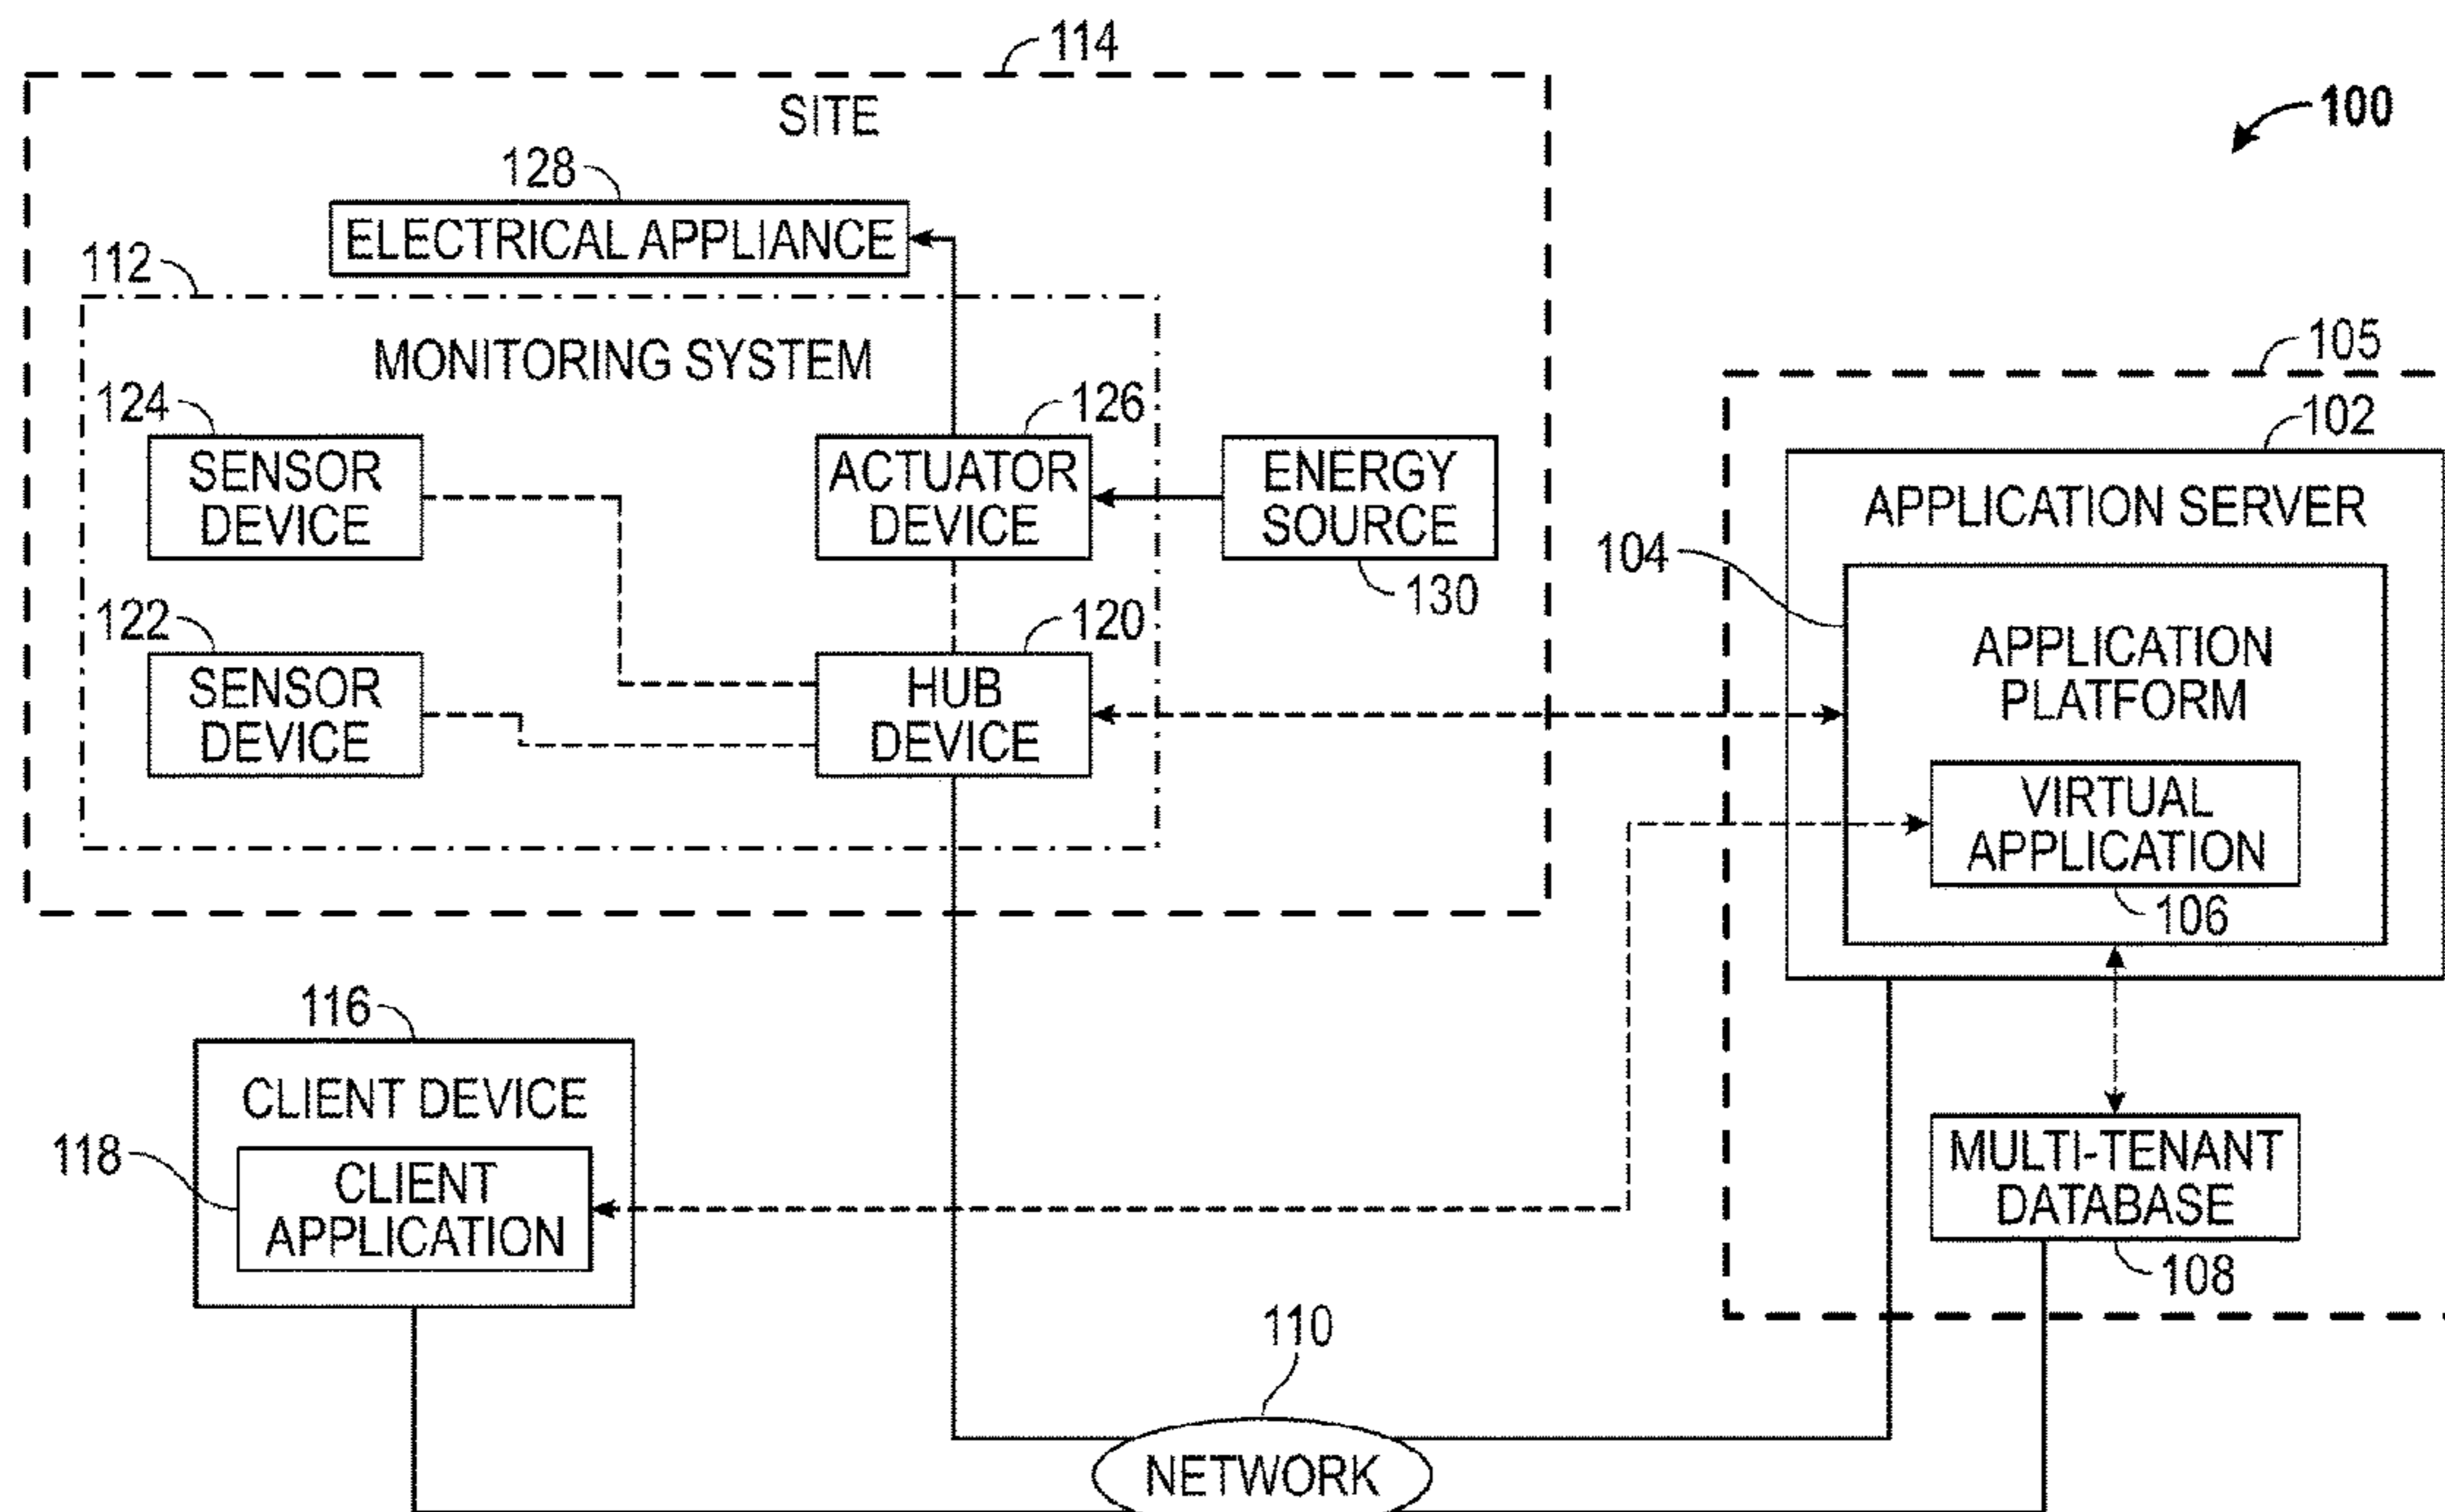 114
SITE
100
128
ELECTRICAL APPLIANCE
112
MONITORING SYSTEM
105
124
126
102
SENSOR
DEVICE
ACTUATOR
DEVICE
ENERGY
SOURCE
130
APPLICATION SERVER
104
122
120
SENSOR
DEVICE
HUB
DEVICE
APPLICATION
PLATFORM
VIRTUAL
APPLICATION
106
116
CLIENT DEVICE
118
CLIENT
APPLICATION
MULTI-TENANT
DATABASE
108
110
NETWORK